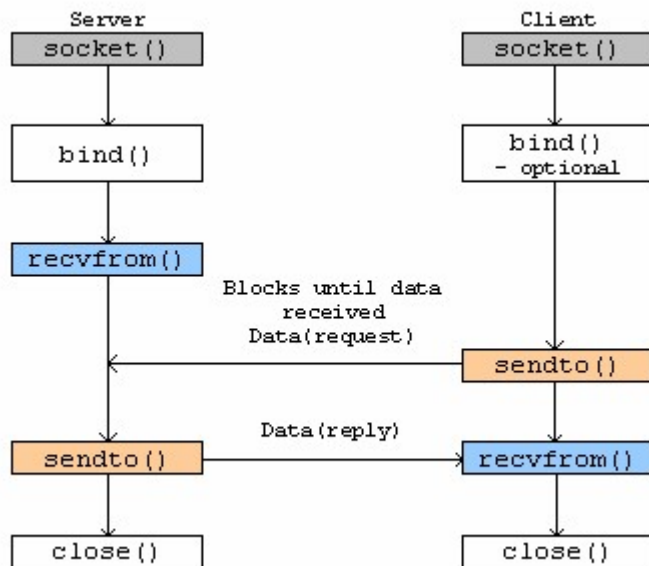 Server
Client
socket()
socket()
bind()
bind()
- optional
recvfrom()
Blocks until data
received
Data(request)
sendto()
Data(reply)
sendto()
recvfrom()
close()
close()